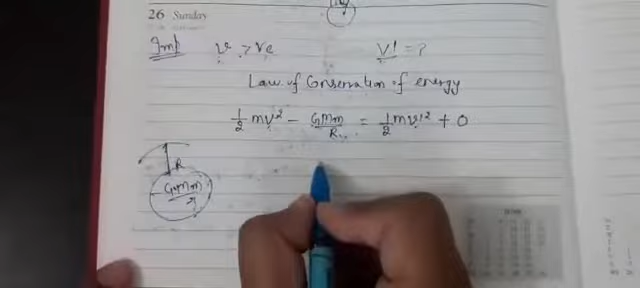 26 Sunday
Imp v > ve v' = ?
Law of Conservation of energy
1/2 mv² - GMm/R = 1/2 mv'² + 0
R
-GMm/r